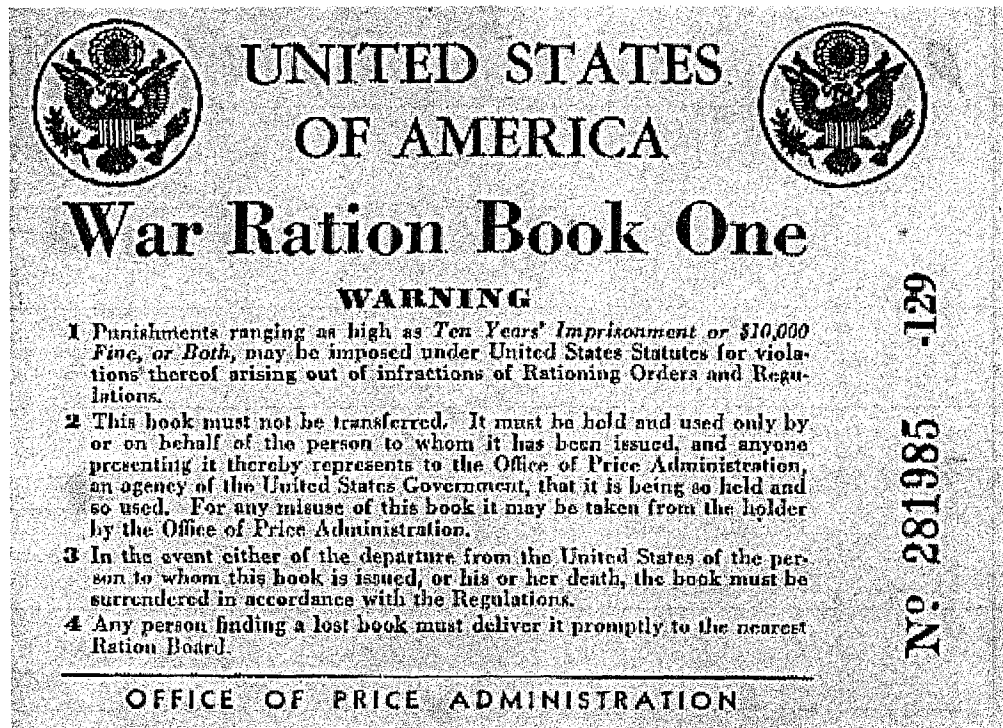 UNITED STATES
OF AMERICA
War Ration Book One
WARNING
1 Punishments ranging as high as Ten Years' Imprisonment or $10,000
Fine, or Both, may be imposed under United States Statutes for viola-
tions thereof arising out of infractions of Rationing Orders and Regu-
lations.
2 This book must not be transferred. It must be held and used only by
or on behalf of the person to whom it has been issued, and anyone
presenting it thereby represents to the Office of Price Administration,
an agency of the United States Government, that it is being so held and
so used. For any misuse of this book it may be taken from the holder
by the Office of Price Administration.
3 In the event either of the departure from the United States of the per-
son to whom this book is issued, or his or her death, the book must be
surrendered in accordance with the Regulations.
4 Any person finding a lost book must deliver it promptly to the nearest
Ration Board.
OFFICE OF PRICE ADMINISTRATION
No. 281985 -129